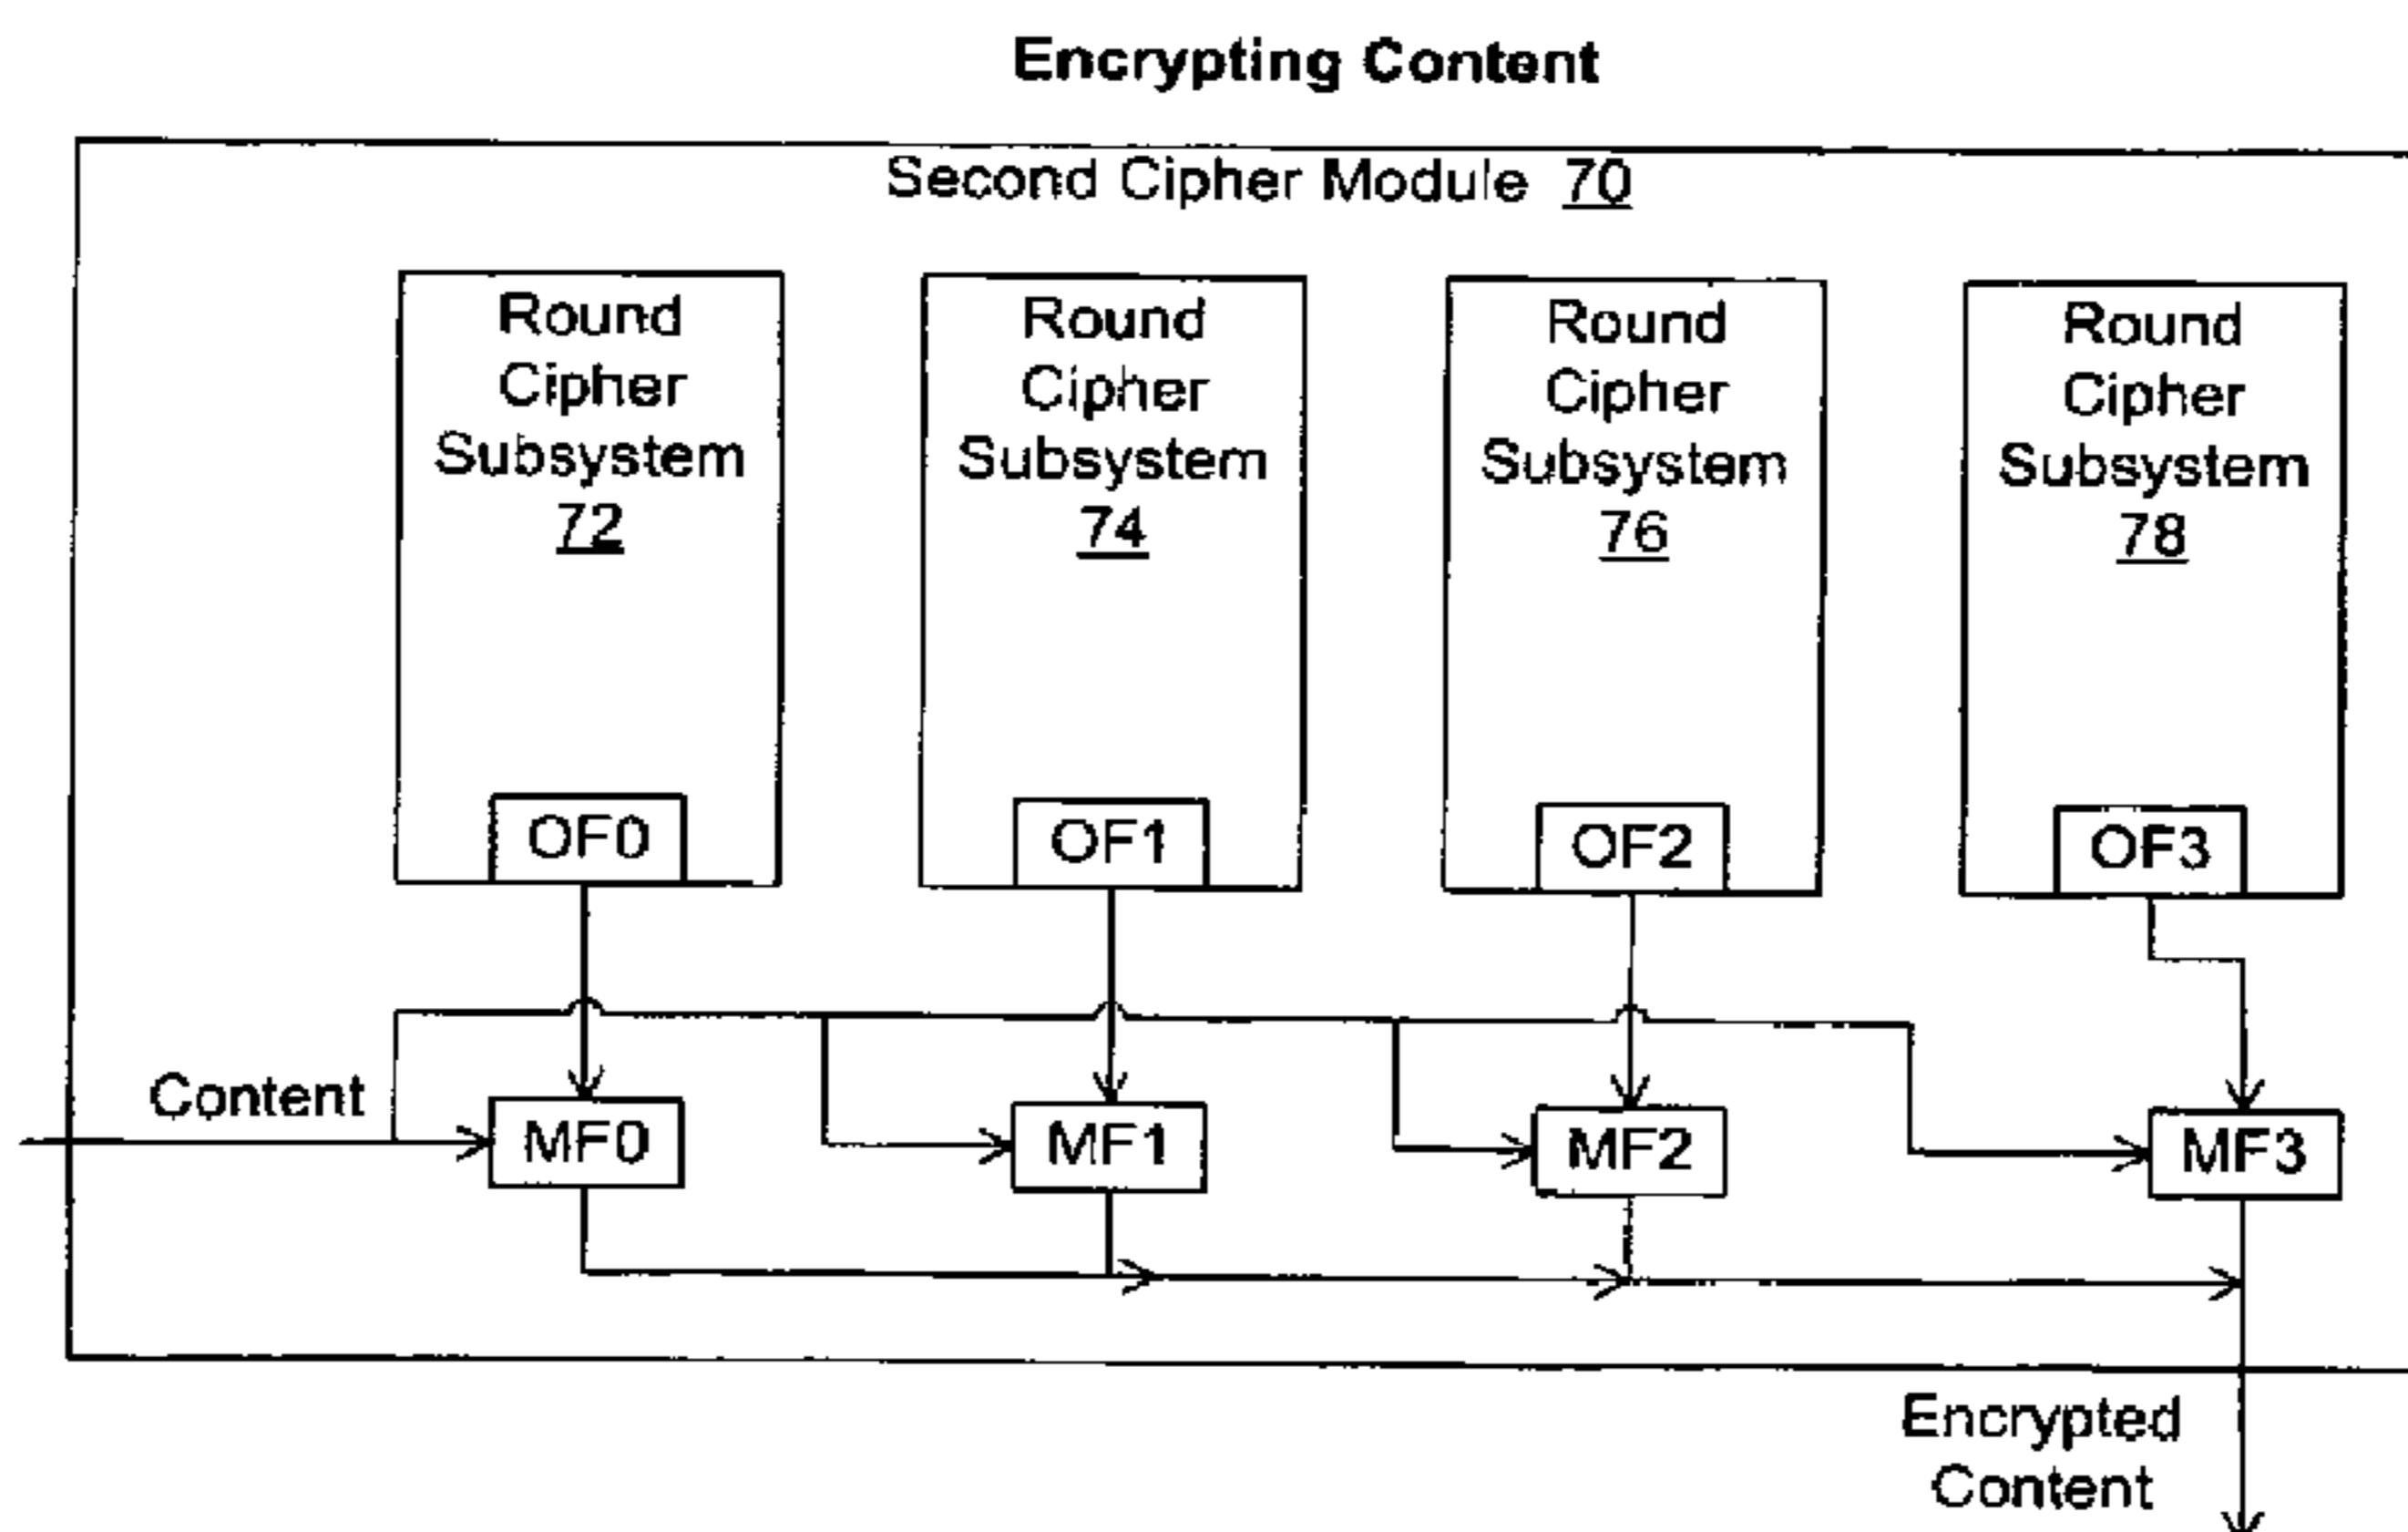 Encrypting Content
Second Cipher Module 70
Round
Cipher
Subsystem
72
Round
Cipher
Subsystem
74
Round
Cipher
Subsystem
76
Round
Cipher
Subsystem
78
OF0
OF1
OF2
OF3
Content
MF0
MF1
MF2
MF3
Encrypted
Content